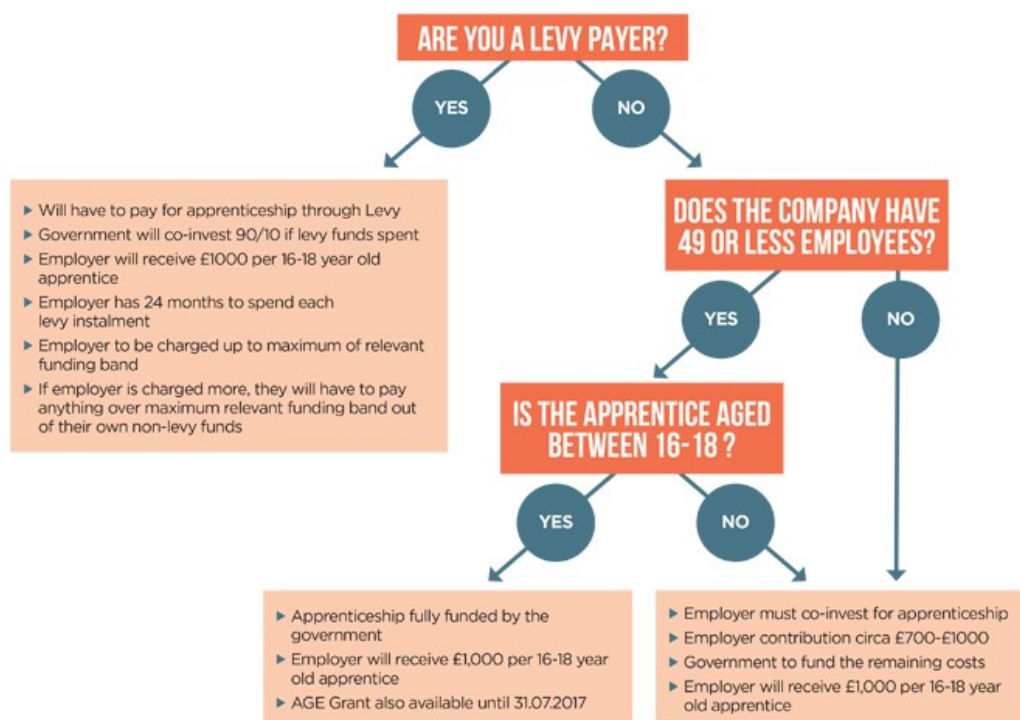 ARE YOU A LEVY PAYER?
YES
NO
▶ Will have to pay for apprenticeship through Levy
▶ Government will co-invest 90/10 if levy funds spent
▶ Employer will receive £1000 per 16-18 year old
apprentice
▶ Employer has 24 months to spend each
levy instalment
▶ Employer to be charged up to maximum of relevant
funding band
▶ If employer is charged more, they will have to pay
anything over maximum relevant funding band out
of their own non-levy funds
DOES THE COMPANY HAVE
49 OR LESS EMPLOYEES?
YES
NO
IS THE APPRENTICE AGED
BETWEEN 16-18 ?
YES
NO
▶ Apprenticeship fully funded by the
government
▶ Employer will receive £1,000 per 16-18 year
old apprentice
▶ AGE Grant also available until 31.07.2017
▶ Employer must co-invest for apprenticeship
▶ Employer contribution circa £700-£1000
▶ Government to fund the remaining costs
▶ Employer will receive £1,000 per 16-18 year
old apprentice